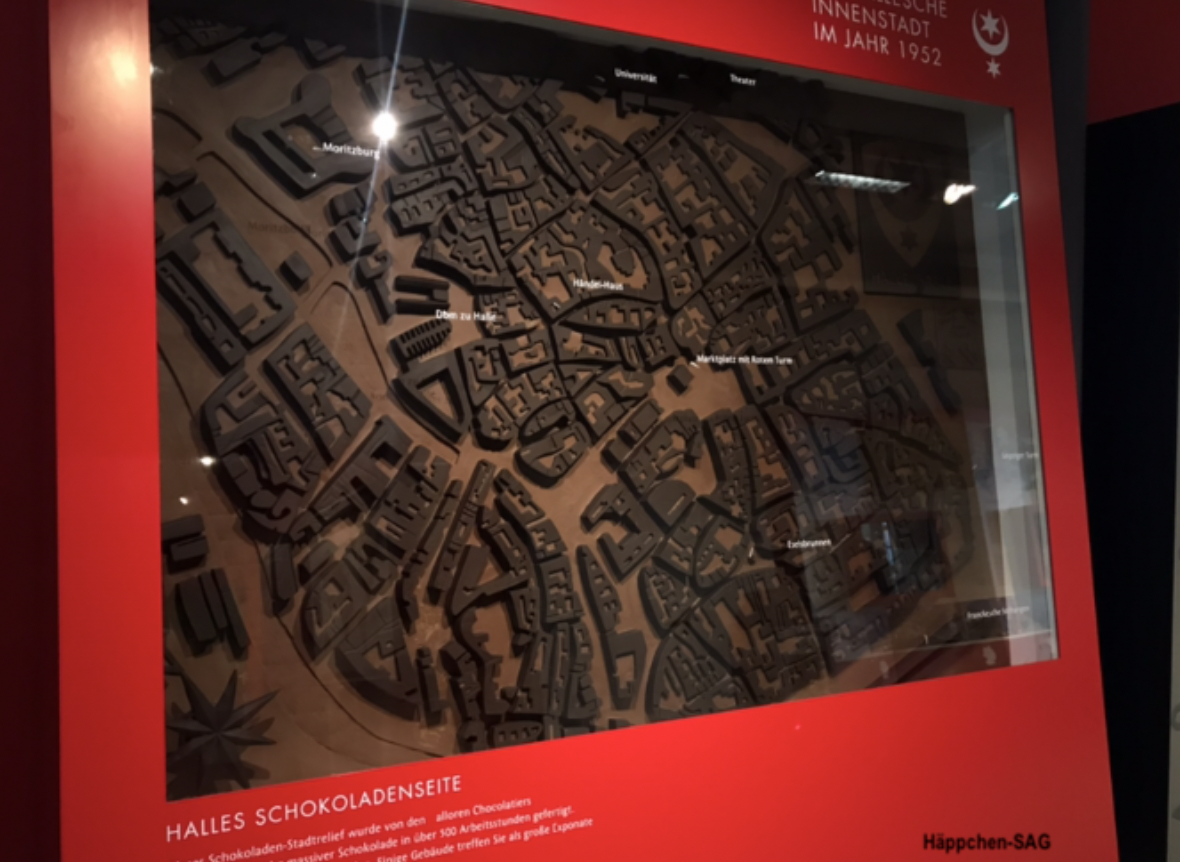 INNENSTADT
IM JAHR 1952
Universität
Theater
Moritzburg
Händel-Haus
Dom zu Halle
Marktplatz mit Rotem Turm
Eselsbrunnen
HALLES SCHOKOLADENSEITE
Schokoladen-Stadtrelief wurde von den alloren Chocolatiers
massiver Schokolade in über 500 Arbeitsstunden gefertigt.
Einige Gebäude treffen Sie als große Exponate
Häppchen-SAG